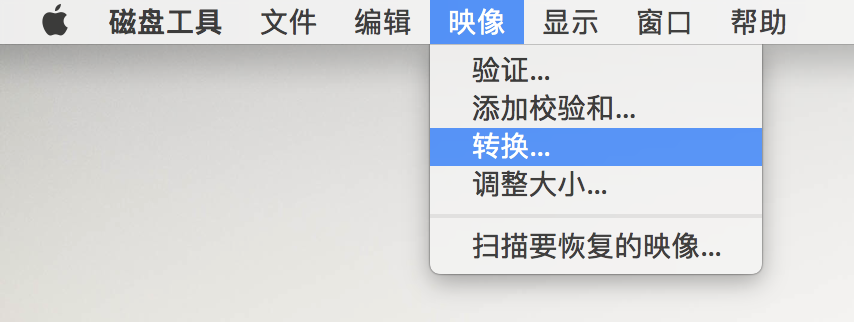 磁盘工具 文件 编辑 映像 显示 窗口 帮助
验证...
添加校验和...
转换...
调整大小...
扫描要恢复的映像...